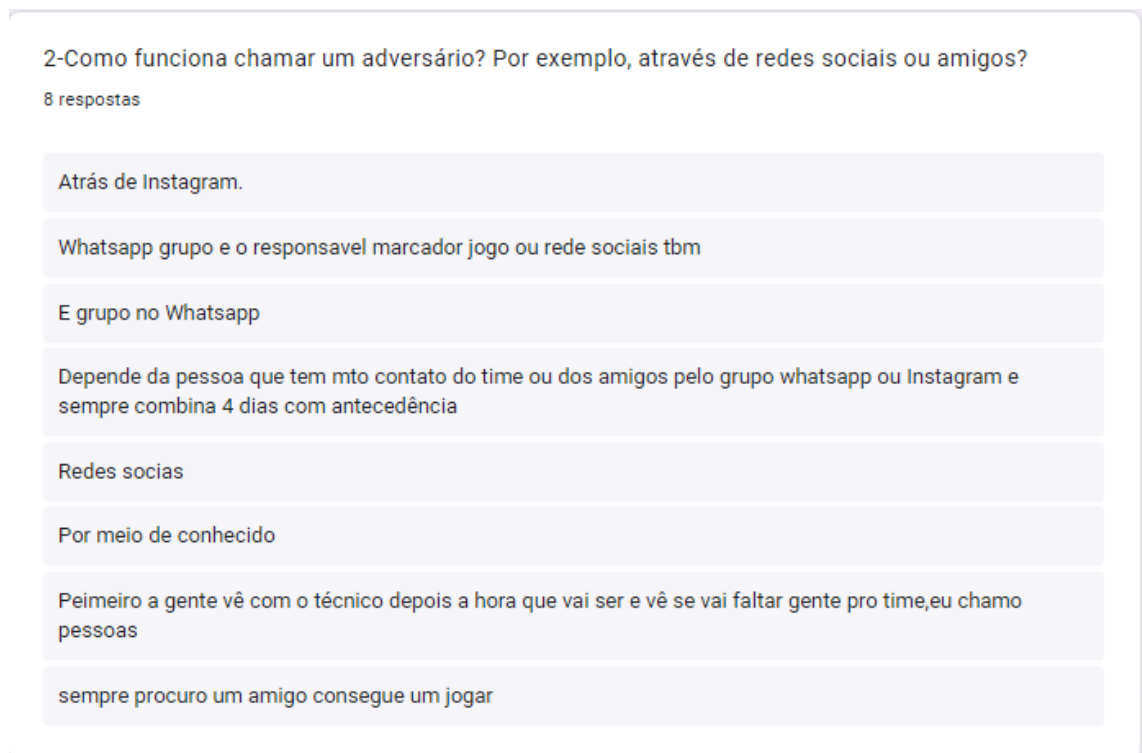 2-Como funciona chamar um adversário? Por exemplo, através de redes sociais ou amigos?
8 respostas
Atrás de Instagram.
Whatsapp grupo e o responsavel marcador jogo ou rede sociais tbm
E grupo no Whatsapp
Depende da pessoa que tem mto contato do time ou dos amigos pelo grupo whatsapp ou Instagram e
sempre combina 4 dias com antecedência
Redes socias
Por meio de conhecido
Peimeiro a gente vê com o técnico depois a hora que vai ser e vê se vai faltar gente pro time,eu chamo
pessoas
sempre procuro um amigo consegue um jogar